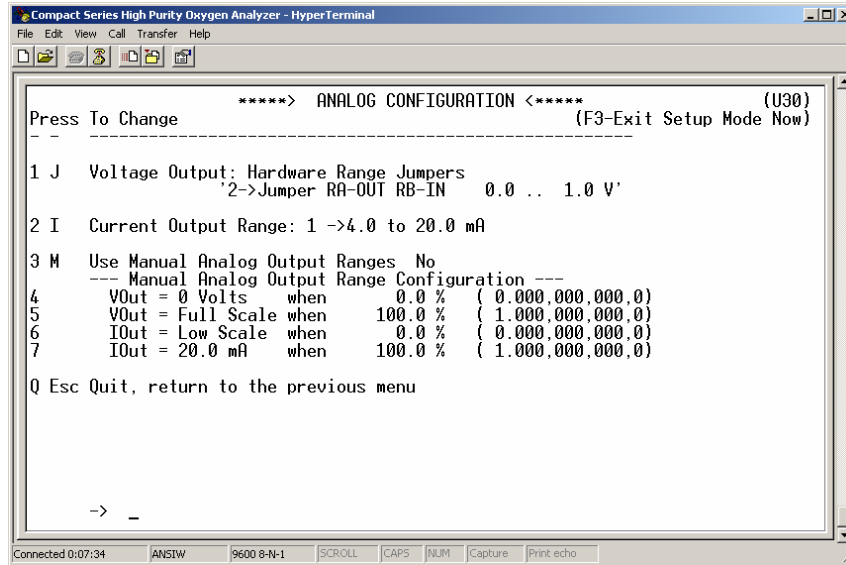 Compact Series High Purity Oxygen Analyzer - HyperTerminal
File Edit View Call Transfer Help
*****> ANALOG CONFIGURATION <***** (U30)
Press To Change (F3-Exit Setup Mode Now)
- - -------------------------------------------------------
1 J Voltage Output: Hardware Range Jumpers
'2->Jumper RA-OUT RB-IN 0.0 .. 1.0 V'
2 I Current Output Range: 1 ->4.0 to 20.0 mA
3 M Use Manual Analog Output Ranges No
--- Manual Analog Output Range Configuration ---
4 VOut = 0 Volts when 0.0 % ( 0.000,000,000,0)
5 VOut = Full Scale when 100.0 % ( 1.000,000,000,0)
6 IOut = Low Scale when 0.0 % ( 0.000,000,000,0)
7 IOut = 20.0 mA when 100.0 % ( 1.000,000,000,0)
Q Esc Quit, return to the previous menu
-> _
Connected 0:07:34 ANSIW 9600 8-N-1 SCROLL CAPS NUM Capture Print echo